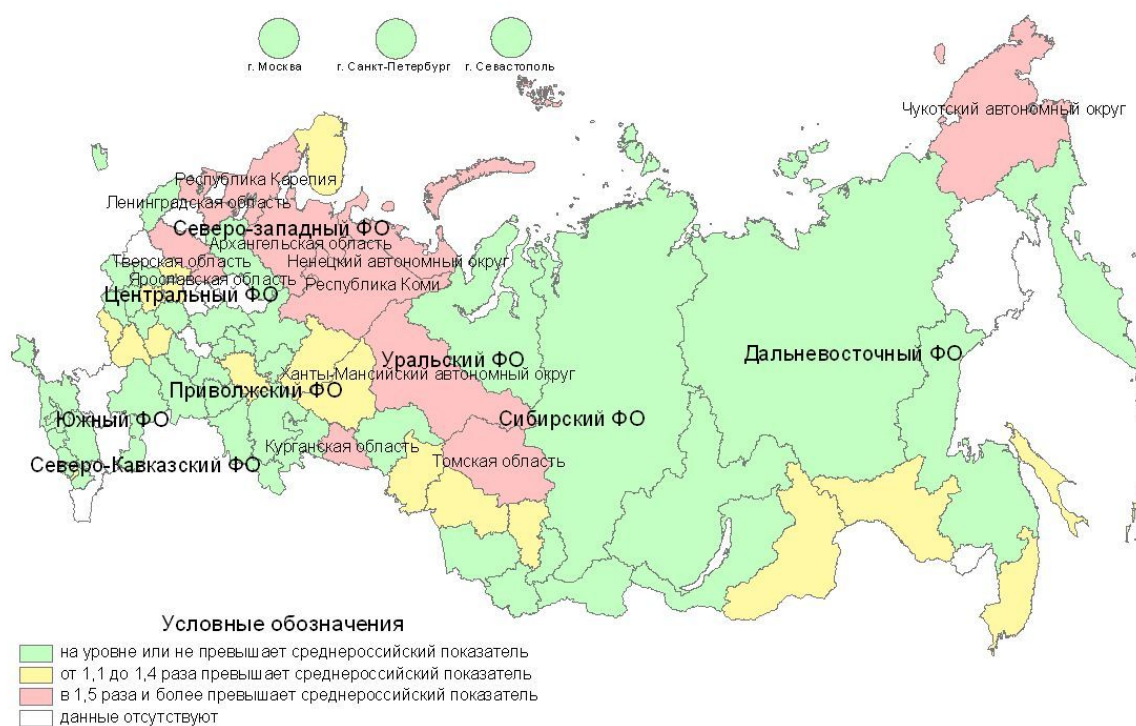 г. Москва
г. Санкт-Петербург
г. Севастополь
Чукотский автономный округ
Республика Карелия
Ленинградская область
Северо-западный ФО
Архангельская область
Тверская область
Ненецкий автономный округ
Ярославская область
Республика Коми
Центральный ФО
Уральский ФО
Дальневосточный ФО
Ханты-Мансийский автономный округ
Приволжский ФО
Сибирский ФО
Южный ФО
Курганская область
Томская область
Северо-Кавказский ФО
Условные обозначения
на уровне или не превышает среднероссийский показатель
от 1,1 до 1,4 раза превышает среднероссийский показатель
в 1,5 раза и более превышает среднероссийский показатель
данные отсутствуют